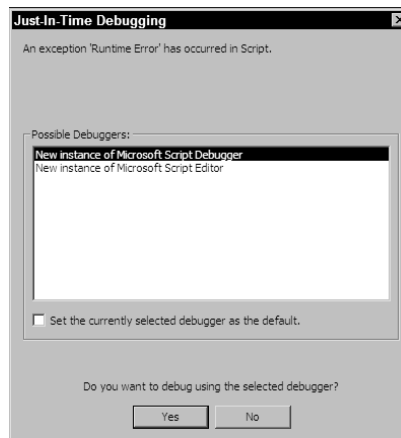 Just-In-Time Debugging
An exception 'Runtime Error' has occurred in Script.
Possible Debuggers:
New instance of Microsoft Script Debugger
New instance of Microsoft Script Editor
Set the currently selected debugger as the default.
Do you want to debug using the selected debugger?
Yes No